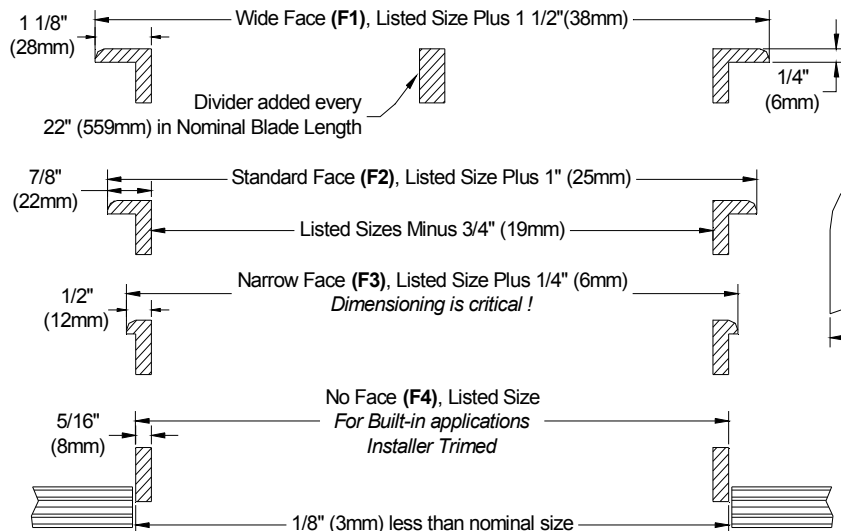 1 1/8"
(28mm)
Wide Face (F1), Listed Size Plus 1 1/2"(38mm)
1/4"
(6mm)
Divider added every
22" (559mm) in Nominal Blade Length
7/8"
(22mm)
Standard Face (F2), Listed Size Plus 1" (25mm)
Listed Sizes Minus 3/4" (19mm)
Narrow Face (F3), Listed Size Plus 1/4" (6mm)
Dimensioning is critical !
1/2"
(12mm)
No Face (F4), Listed Size
For Built-in applications
Installer Trimed
5/16"
(8mm)
1/8" (3mm) less than nominal size